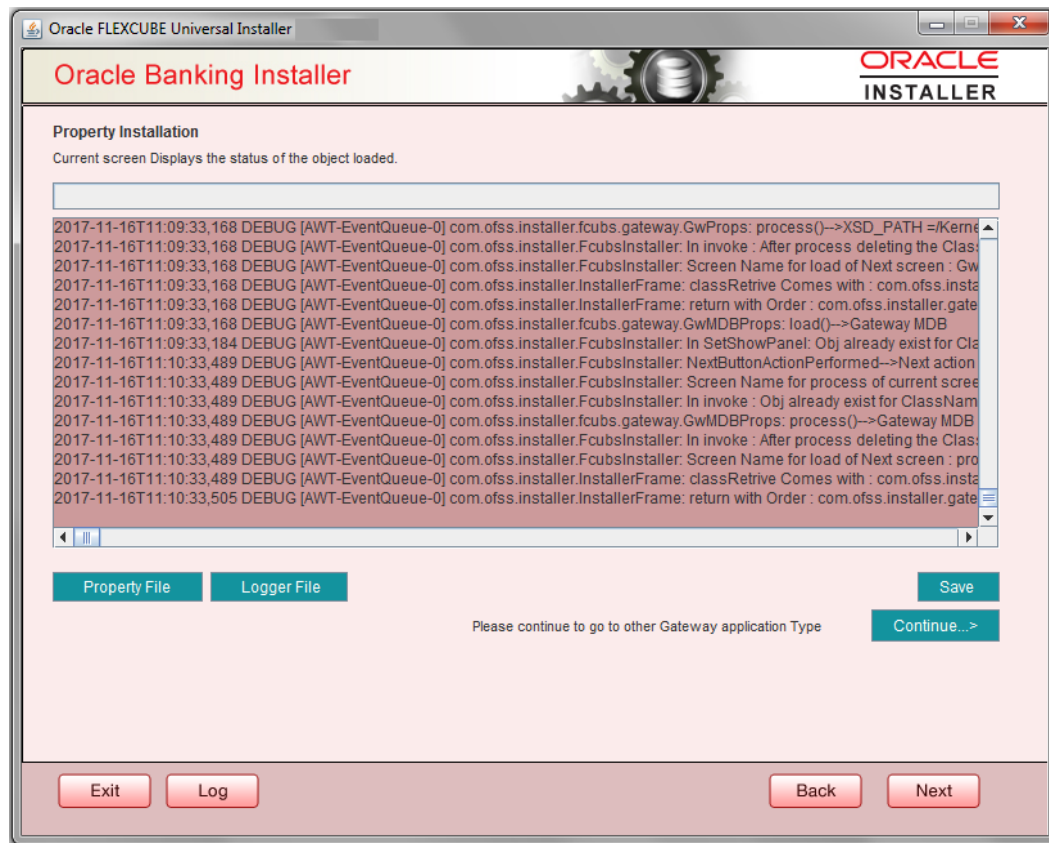 Oracle FLEXCUBE Universal Installer
Oracle Banking Installer
ORACLE
INSTALLER
Property Installation
Current screen Displays the status of the object loaded.
2017-11-16T11:09:33,168 DEBUG [AWT-EventQueue-0] com.ofss.installer.fcubs.gateway.GwProps: process()-->XSD_PATH =/Kerne
2017-11-16T11:09:33,168 DEBUG [AWT-EventQueue-0] com.ofss.installer.FcubsInstaller: In invoke : After process deleting the Clas
2017-11-16T11:09:33,168 DEBUG [AWT-EventQueue-0] com.ofss.installer.FcubsInstaller: Screen Name for load of Next screen : Gw
2017-11-16T11:09:33,168 DEBUG [AWT-EventQueue-0] com.ofss.installer.InstallerFrame: classRetrive Comes with : com.ofss.insta
2017-11-16T11:09:33,168 DEBUG [AWT-EventQueue-0] com.ofss.installer.InstallerFrame: return with Order : com.ofss.installer.gate
2017-11-16T11:09:33,168 DEBUG [AWT-EventQueue-0] com.ofss.installer.fcubs.gateway.GwMDBProps: load()-->Gateway MDB
2017-11-16T11:09:33,184 DEBUG [AWT-EventQueue-0] com.ofss.installer.FcubsInstaller: In SetShowPanel: Obj already exist for Cla
2017-11-16T11:10:33,489 DEBUG [AWT-EventQueue-0] com.ofss.installer.FcubsInstaller: NextButtonActionPerformed-->Next action
2017-11-16T11:10:33,489 DEBUG [AWT-EventQueue-0] com.ofss.installer.FcubsInstaller: Screen Name for process of current scree
2017-11-16T11:10:33,489 DEBUG [AWT-EventQueue-0] com.ofss.installer.FcubsInstaller: In invoke : Obj already exist for ClassNam
2017-11-16T11:10:33,489 DEBUG [AWT-EventQueue-0] com.ofss.installer.fcubs.gateway.GwMDBProps: process()-->Gateway MDB
2017-11-16T11:10:33,489 DEBUG [AWT-EventQueue-0] com.ofss.installer.FcubsInstaller: In invoke : After process deleting the Clas
2017-11-16T11:10:33,489 DEBUG [AWT-EventQueue-0] com.ofss.installer.FcubsInstaller: Screen Name for load of Next screen : pro
2017-11-16T11:10:33,489 DEBUG [AWT-EventQueue-0] com.ofss.installer.InstallerFrame: classRetrive Comes with : com.ofss.insta
2017-11-16T11:10:33,505 DEBUG [AWT-EventQueue-0] com.ofss.installer.InstallerFrame: return with Order : com.ofss.installer.gate
Property File Logger File Save
Please continue to go to other Gateway application Type Continue...>
Exit Log Back Next